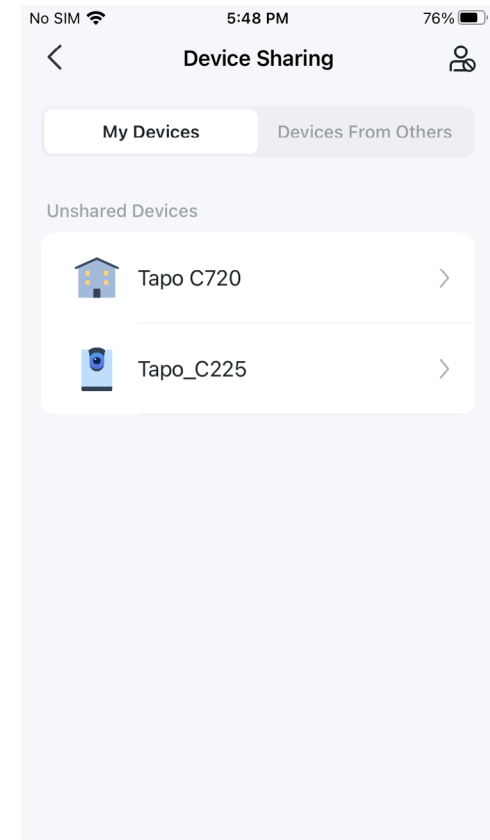 No SIM 5:48 PM 76%
Device Sharing
My Devices Devices From Others
Unshared Devices
Tapo C720
Tapo_C225